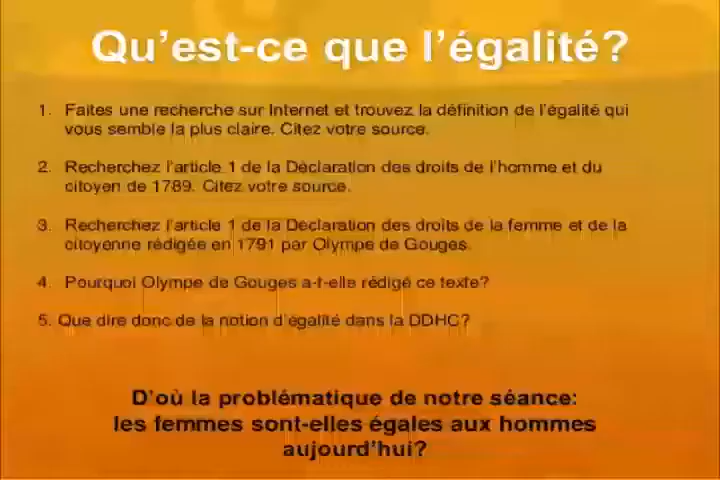 Qu'est-ce que l'égalité?
1. Faites une recherche sur Internet et trouvez la définition de l'égalité qui
vous semble la plus claire. Citez votre source.
2. Recherchez l'article 1 de la Déclaration des droits de l'homme et du
citoyen de 1789. Citez votre source.
3. Recherchez l'article 1 de la Déclaration des droits de la femme et de la
citoyenne rédigée en 1791 par Olympe de Gouges.
4. Pourquoi Olympe de Gouges a-t-elle rédigé ce texte?
5. Que dire donc de la notion d'égalité dans la DDHC?
D'où la problématique de notre séance:
les femmes sont-elles égales aux hommes
aujourd'hui?